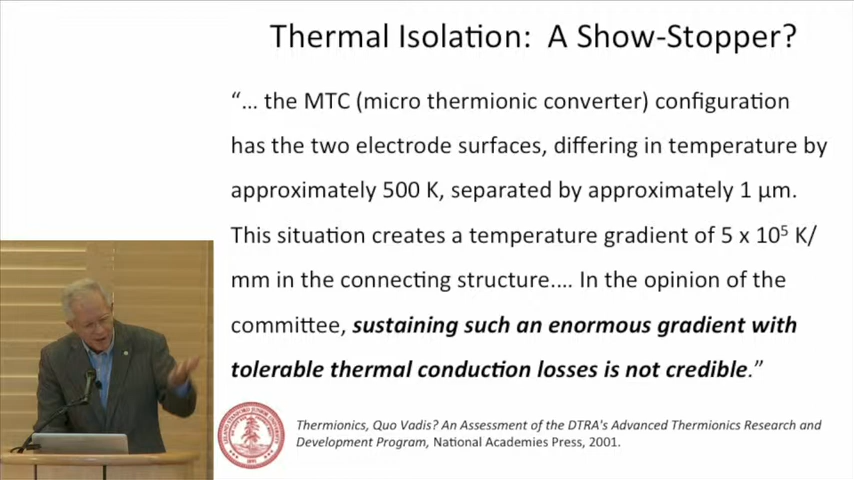 Thermal Isolation: A Show-Stopper?
“... the MTC (micro thermionic converter) configuration
has the two electrode surfaces, differing in temperature by
approximately 500 K, separated by approximately 1 μm.
This situation creates a temperature gradient of 5 x 10⁵ K/
mm in the connecting structure.... In the opinion of the
committee, sustaining such an enormous gradient with
tolerable thermal conduction losses is not credible.”
Thermionics, Quo Vadis? An Assessment of the DTRA's Advanced Thermionics Research and
Development Program, National Academies Press, 2001.